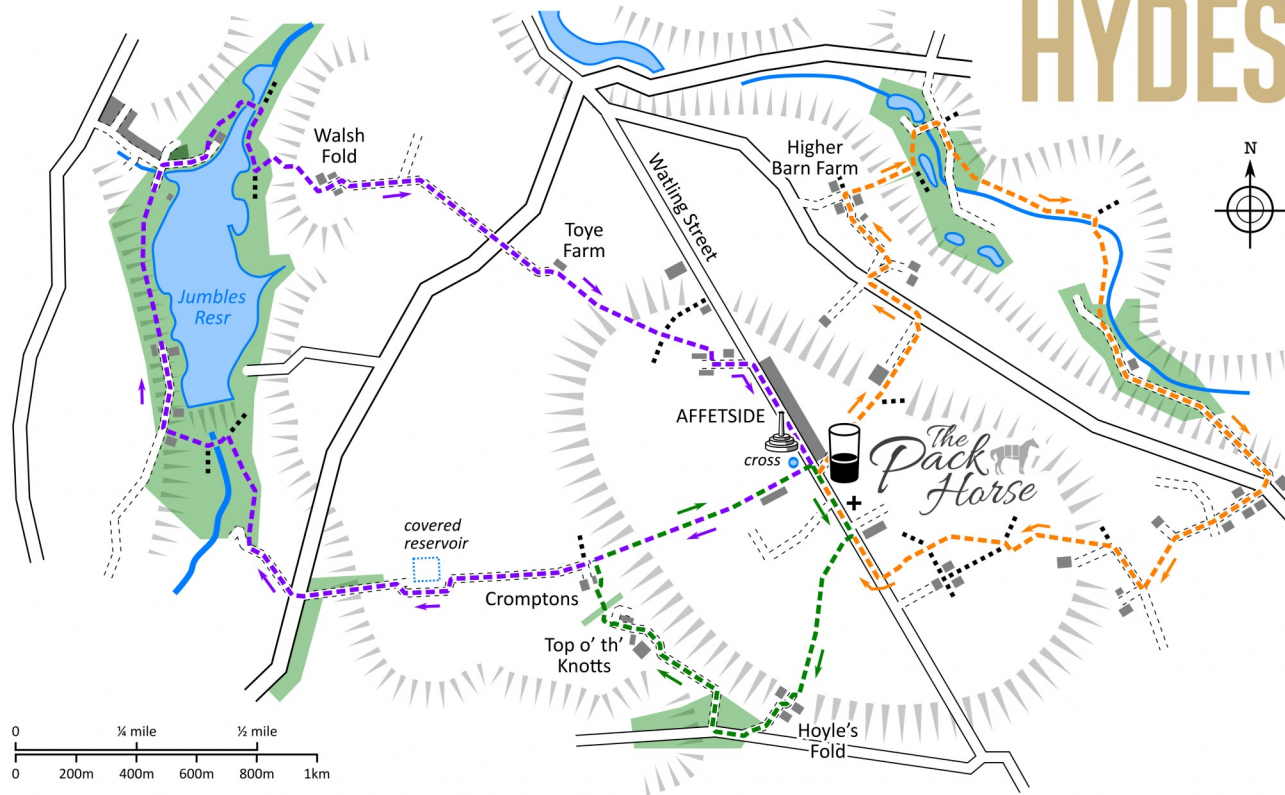 HYDES
N
Walsh
Fold
Higher
Barn Farm
Watling Street
Toye
Farm
Jumbles
Resr
AFFETSIDE
cross
The
Pack
Horse
covered
reservoir
Cromptons
Top o' th'
Knotts
Hoyle's
Fold
0 ¼ mile ½ mile
0 200m 400m 600m 800m 1km